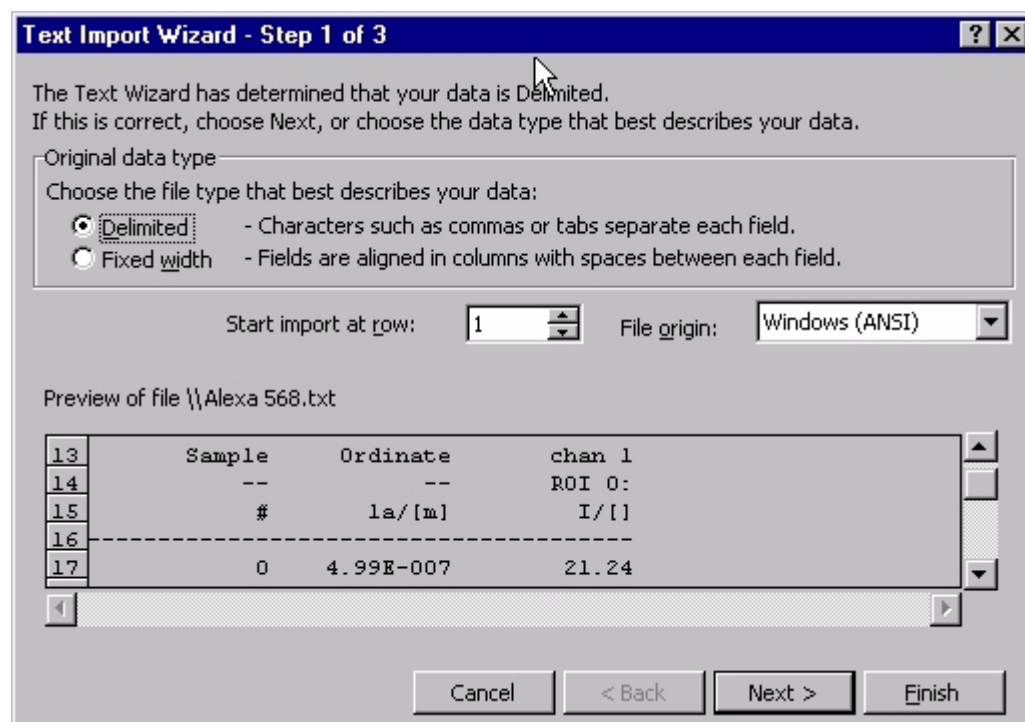 Text Import Wizard - Step 1 of 3
The Text Wizard has determined that your data is Delimited.
If this is correct, choose Next, or choose the data type that best describes your data.
Original data type
Choose the file type that best describes your data:
Delimited - Characters such as commas or tabs separate each field.
Fixed width - Fields are aligned in columns with spaces between each field.
Start import at row: 1 File origin: Windows (ANSI)
Preview of file \\Alexa 568.txt
13 Sample Ordinate chan 1
14 -- -- ROI 0:
15 # la/[m] I/[]
16 ----------------------------------------
17 0 4.99E-007 21.24
Cancel < Back Next > Finish